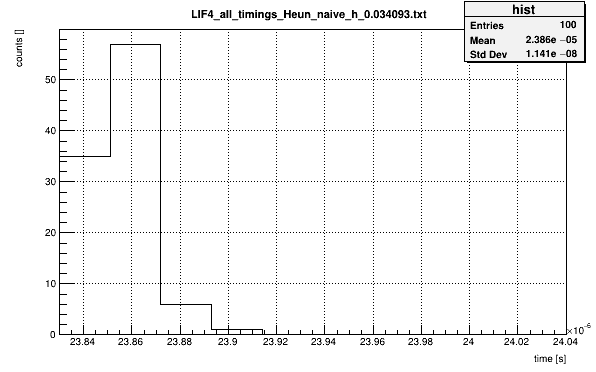 LIF4_all_timings_Heun_naive_h_0.034093.txt
hist
Entries 100
Mean 2.386e −05
Std Dev 1.141e −08
counts []
50
40
30
20
10
0
23.84 23.86 23.88 23.9 23.92 23.94 23.96 23.98 24 24.02 24.04
×10⁻⁶
time [s]